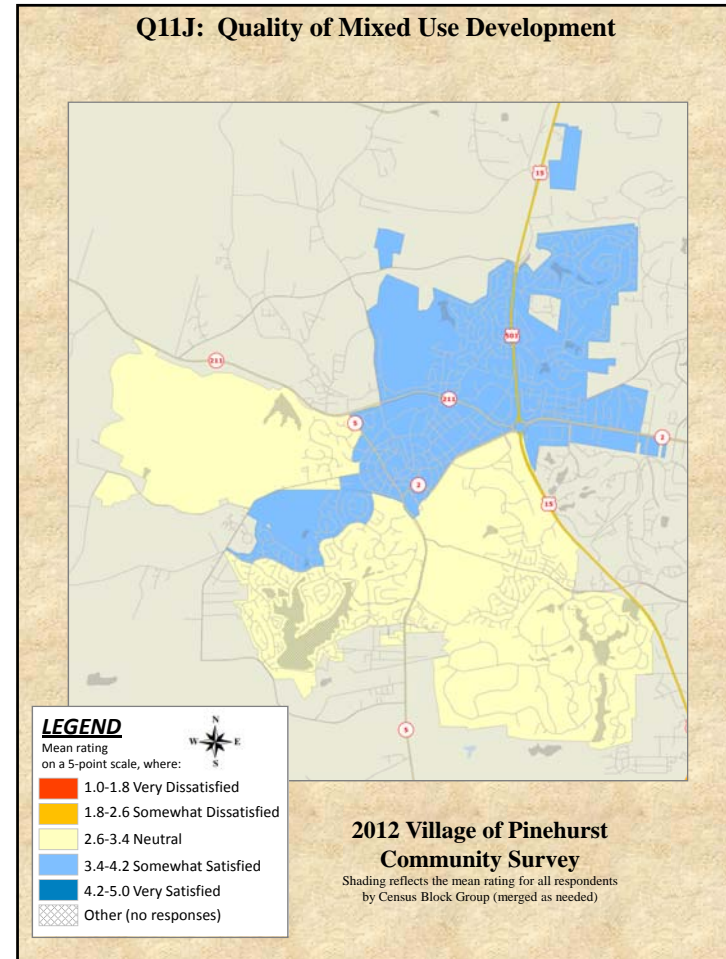 Q11J: Quality of Mixed Use Development
15
501
211
211
5
2
2
15
5
LEGEND
Mean rating
on a 5-point scale, where:
N
W E
S
1.0-1.8 Very Dissatisfied
1.8-2.6 Somewhat Dissatisfied
2.6-3.4 Neutral
3.4-4.2 Somewhat Satisfied
4.2-5.0 Very Satisfied
Other (no responses)
2012 Village of Pinehurst
Community Survey
Shading reflects the mean rating for all respondents
by Census Block Group (merged as needed)